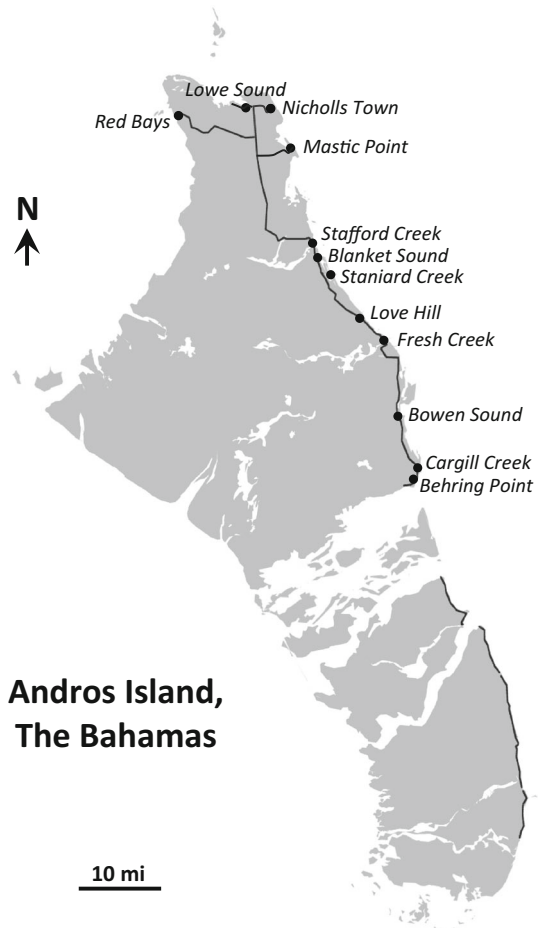 Lowe Sound
Nicholls Town
Red Bays
Mastic Point
N
Stafford Creek
Blanket Sound
Staniard Creek
Love Hill
Fresh Creek
Bowen Sound
Cargill Creek
Behring Point
Andros Island,
The Bahamas
10 mi